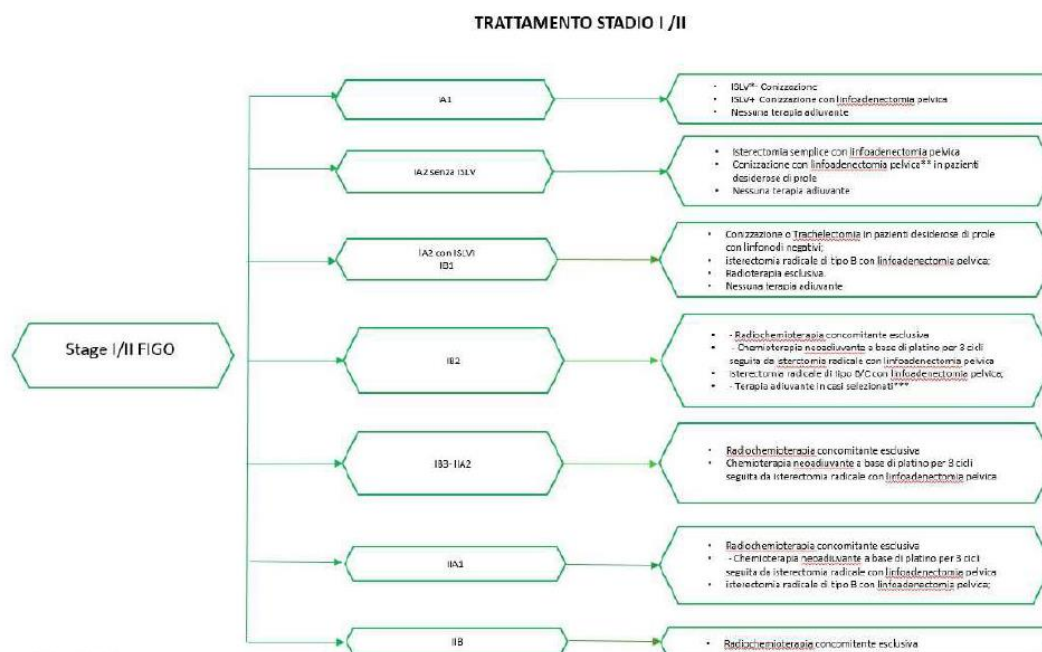 TRATTAMENTO STADIO I /II
Stage I/II FIGO
IA1
• ISLV*- Conizzazione
• ISLV+ Conizzazione con linfoadenectomia pelvica
• Nessuna terapia adiuvante
IA2 senza ISLV
• Isterectomia semplice con linfoadenectomia pelvica
• Conizzazione con linfoadenectomia pelvica** in pazienti
desiderose di prole
• Nessuna terapia adiuvante
IA2 con ISLVI
IB1
• Conizzazione o Trachelectomia in pazienti desiderose di prole
con linfonodi negativi;
• isterectomia radicale di tipo B con linfoadenectomia pelvica;
• Radioterapia esclusiva.
• Nessuna terapia adiuvante
IB2
• - Radiochemioterapia concomitante esclusiva
• - Chemioterapia neoadiuvante a base di platino per 3 cicli
seguita da isterctomia radicale con linfoadenectomia pelvica
• isterectomia radicale di tipo B/C con linfoadenectomia pelvica;
• - Terapia adiuvante in casi selezionati***
IB3- IIA2
• Radiochemioterapia concomitante esclusiva
• Chemioterapia neoadiuvante a base di platino per 3 cicli
seguita da isterectomia radicale con linfoadenectomia pelvica
IIA1
• Radiochemioterapia concomitante esclusiva
• - Chemioterapia neoadiuvante a base di platino per 3 cicli
seguita da isterectomia radicale con linfoadenectomia pelvica
• isterectomia radicale di tipo B con linfoadenectomia pelvica;
IIB
• Radiochemioterapia concomitante esclusiva